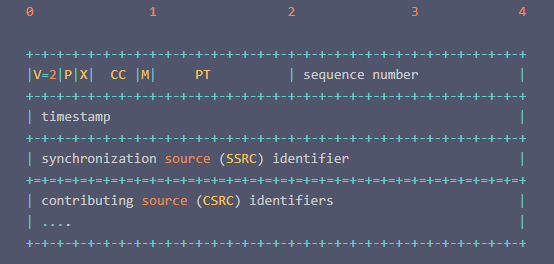 0 1 2 3 4
+-+-+-+-+-+-+-+-+-+-+-+-+-+-+-+-+-+-+-+-+-+-+-+-+-+-+-+-+-+-+-+-+
|V=2|P|X| CC |M| PT | sequence number |
+-+-+-+-+-+-+-+-+-+-+-+-+-+-+-+-+-+-+-+-+-+-+-+-+-+-+-+-+-+-+-+-+
| timestamp |
+-+-+-+-+-+-+-+-+-+-+-+-+-+-+-+-+-+-+-+-+-+-+-+-+-+-+-+-+-+-+-+-+
| synchronization source (SSRC) identifier |
+=+=+=+=+=+=+=+=+=+=+=+=+=+=+=+=+=+=+=+=+=+=+=+=+=+=+=+=+=+=+=+=+
| contributing source (CSRC) identifiers |
| .... |
+-+-+-+-+-+-+-+-+-+-+-+-+-+-+-+-+-+-+-+-+-+-+-+-+-+-+-+-+-+-+-+-+